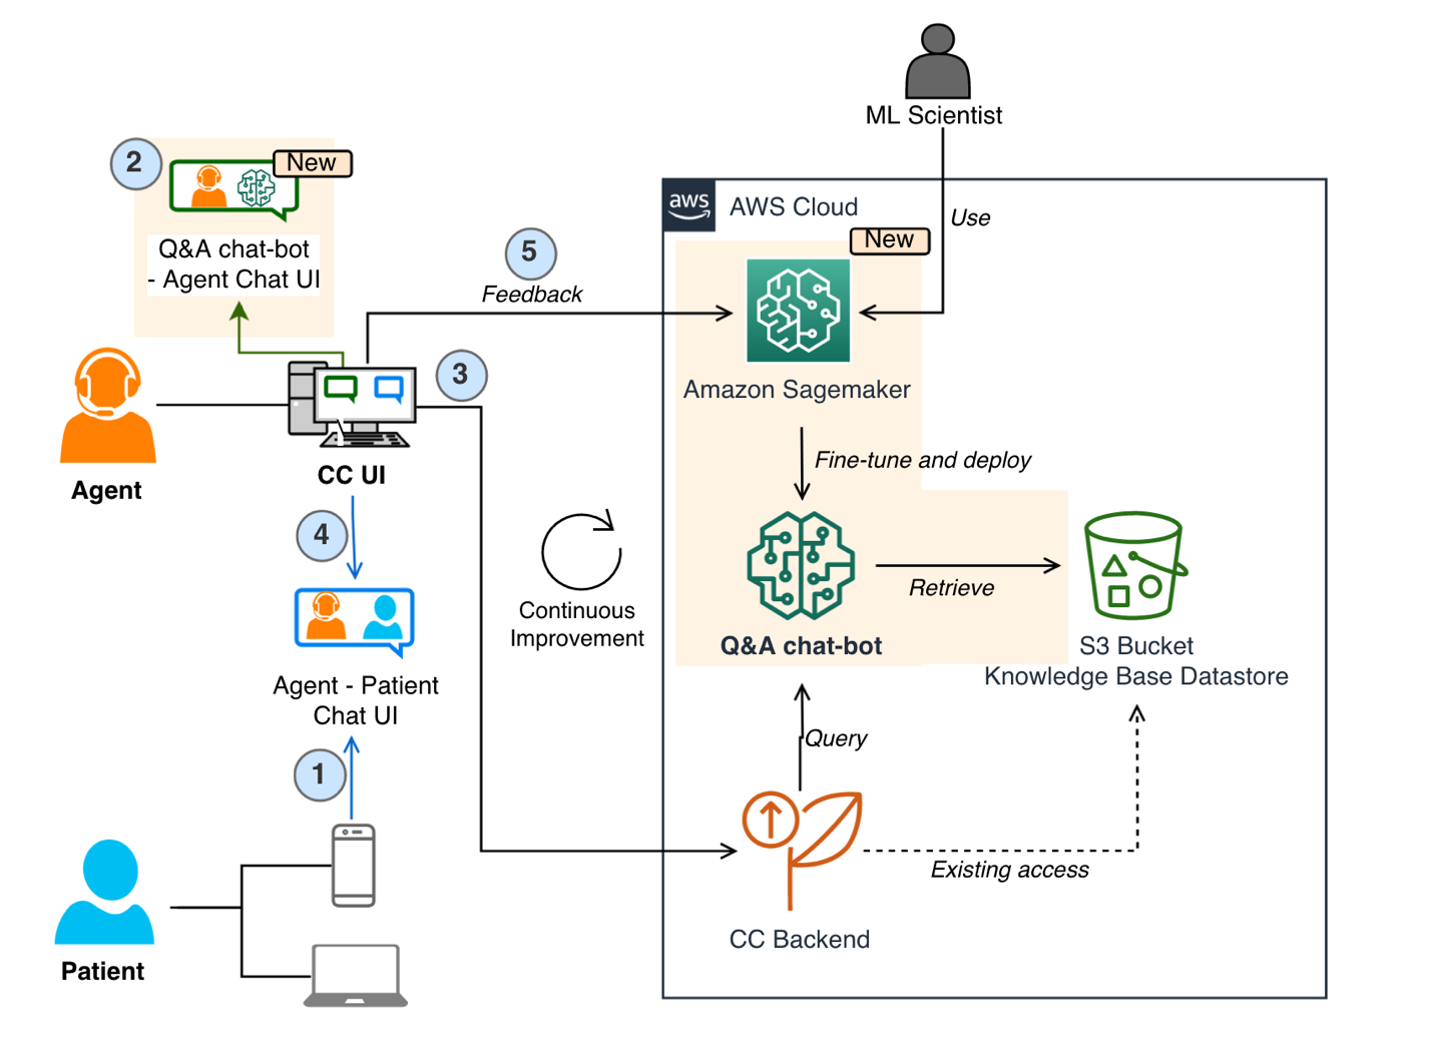 ML Scientist
2
New
Q&A chat-bot
- Agent Chat UI
aws
AWS Cloud
Use
New
5
Feedback
3
Amazon Sagemaker
Agent
CC UI
Fine-tune and deploy
4
Continuous
Improvement
Retrieve
Q&A chat-bot
S3 Bucket
Knowledge Base Datastore
Agent - Patient
Chat UI
1
Query
Existing access
CC Backend
Patient